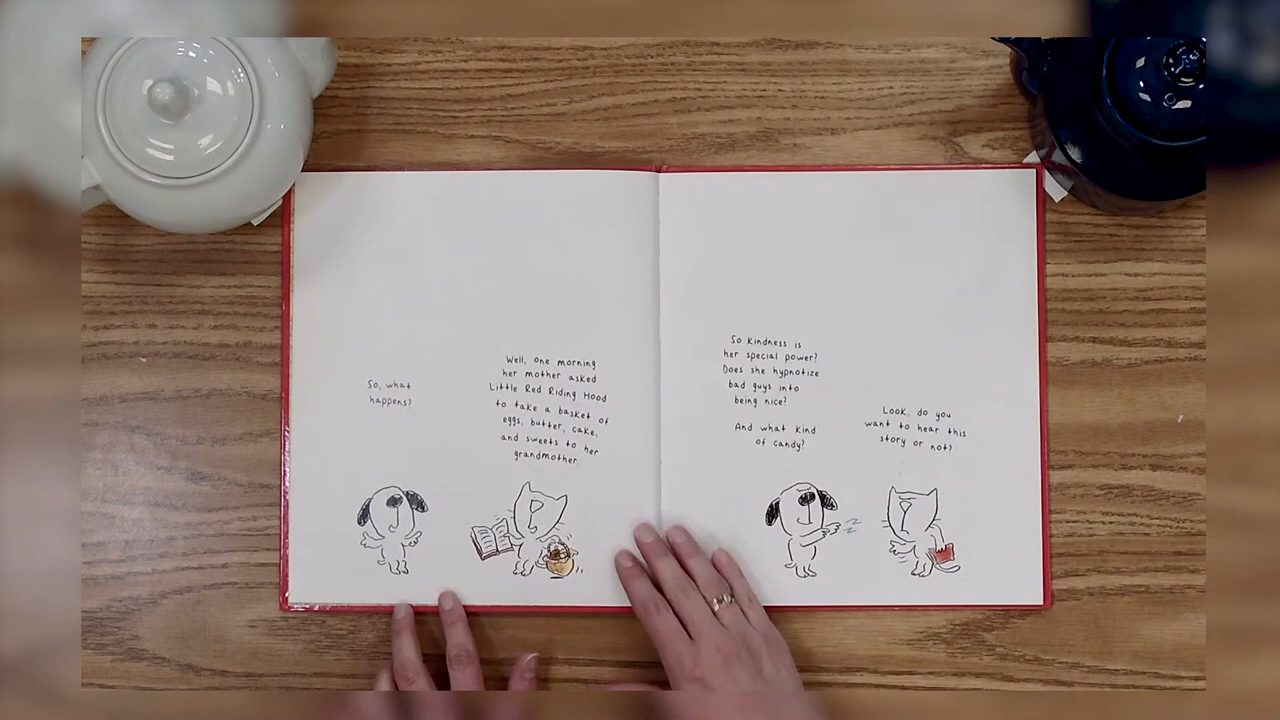 So, what
happens?
Well, one morning
her mother asked
Little Red Riding Hood
to take a basket of
eggs, butter, cake,
and sweets to her
grandmother.
So kindness is
her special power?
Does she hypnotize
bad guys into
being nice?
And what kind
of candy?
Look, do you
want to hear this
story or not?